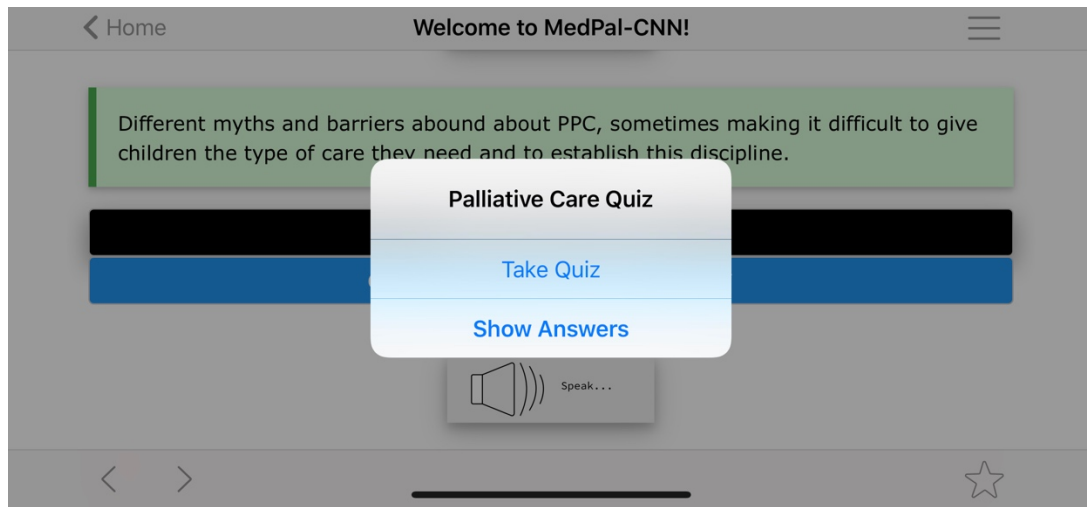 Home
Welcome to MedPal-CNN!
Different myths and barriers abound about PPC, sometimes making it difficult to give
children the type of care they need and to establish this discipline.
Palliative Care Quiz
Take Quiz
Show Answers
Speak...